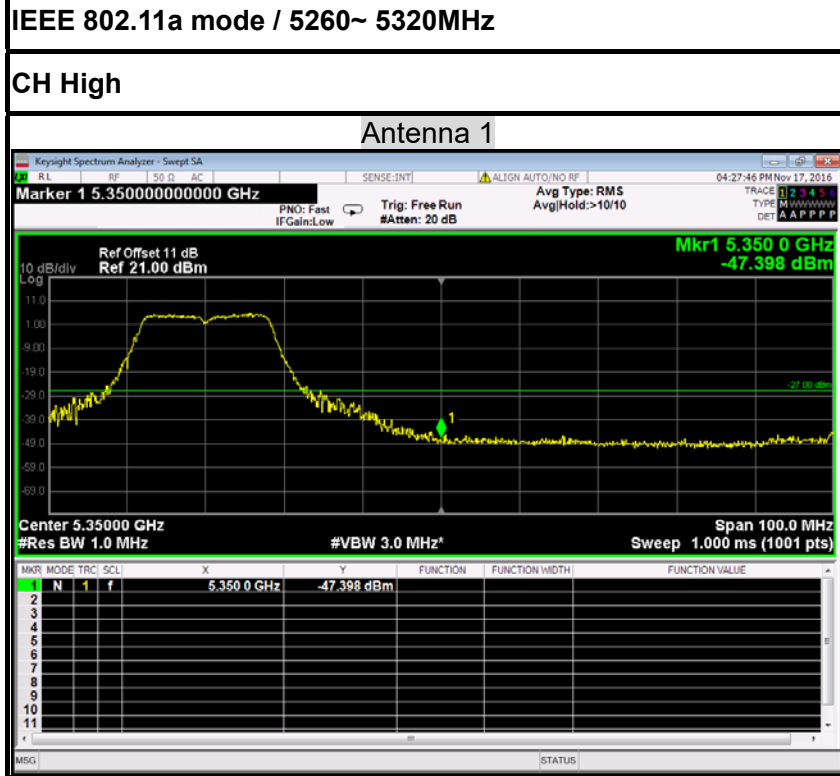 IEEE 802.11a mode / 5260~ 5320MHz
CH High
Antenna 1
Keysight Spectrum Analyzer - Swept SA
RL RF 50 Ω AC SENSE:INT ALIGN AUTO/NO RF 04:27:46 PM Nov 17, 2016
Marker 1 5.350000000000 GHz
PNO: Fast
IFGain:Low
Trig: Free Run
#Atten: 20 dB
Avg Type: RMS
Avg|Hold:>10/10
TRACE 1 2 3 4 5 6
TYPE M WWWWW
DET A A P P P P
Mkr1 5.350 0 GHz
-47.398 dBm
Ref Offset 11 dB
10 dB/div Ref 21.00 dBm
Log
11.0
1.00
-9.00
-19.0
-29.0
-27.00 dBm
-39.0
1
-49.0
-59.0
-69.0
Center 5.35000 GHz Span 100.0 MHz
#Res BW 1.0 MHz #VBW 3.0 MHz* Sweep 1.000 ms (1001 pts)
MKR MODE TRC SCL X Y FUNCTION FUNCTION WIDTH FUNCTION VALUE
1 N 1 f 5.350 0 GHz -47.398 dBm
2
3
4
5
6
7
8
9
10
11
MSG STATUS